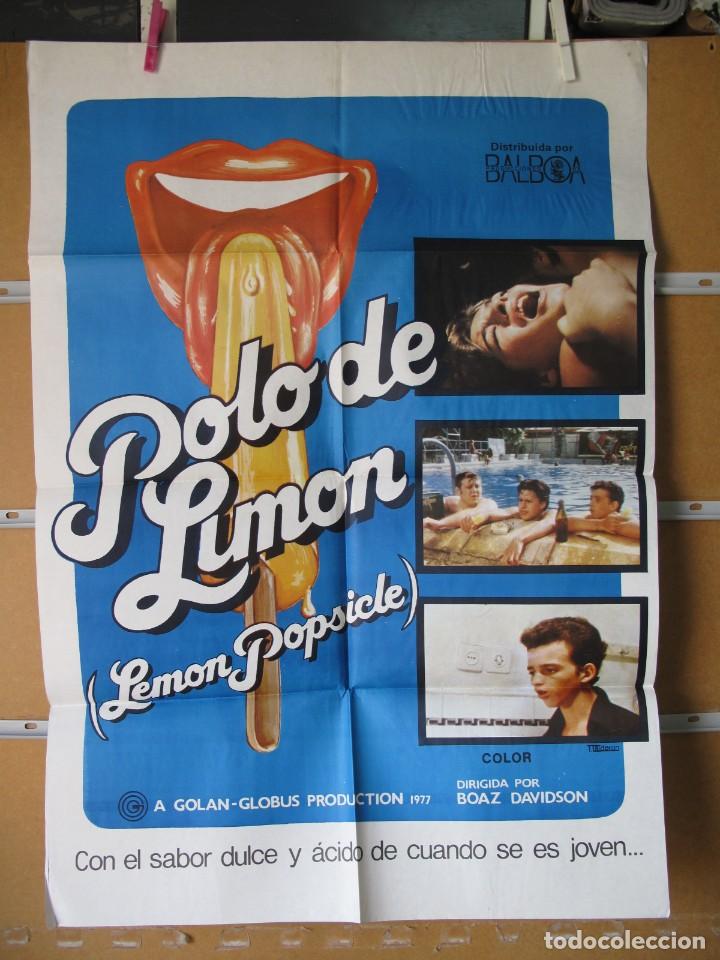 Distribuida por
BALBOA
Polo de
Limon
(Lemon Popsicle)
COLOR
A GOLAN-GLOBUS PRODUCTION 1977
DIRIGIDA POR
BOAZ DAVIDSON
Con el sabor dulce y ácido de cuando se es joven...
todocoleccion